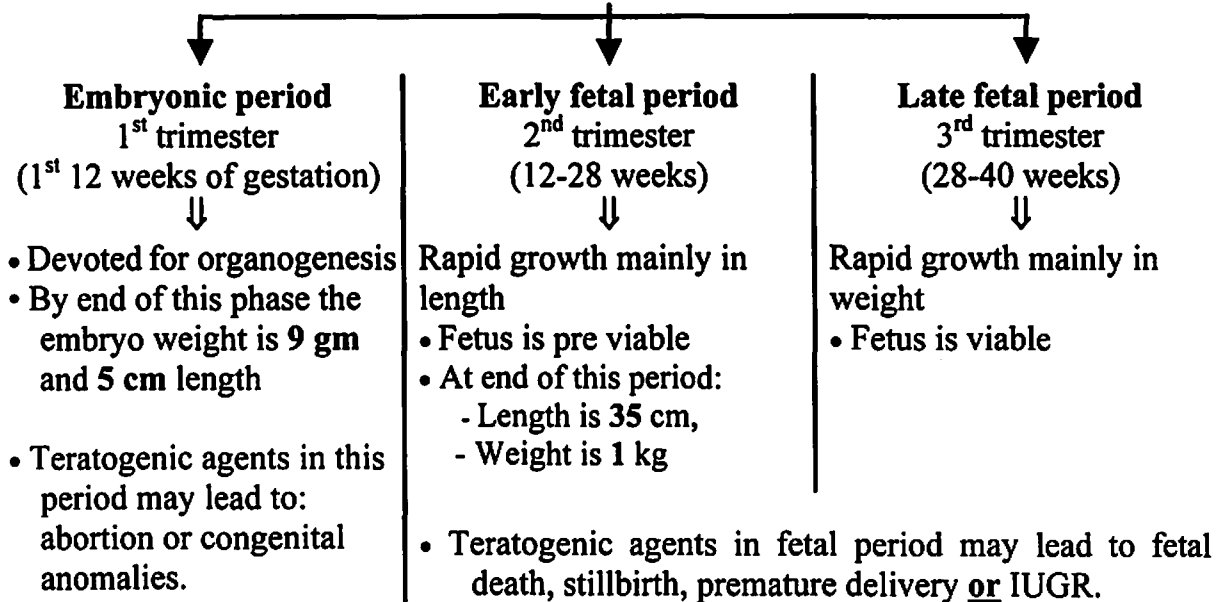 Embryonic period
1st trimester
(1st 12 weeks of gestation)
⇓
• Devoted for organogenesis
• By end of this phase the
embryo weight is 9 gm
and 5 cm length
• Teratogenic agents in this
period may lead to:
abortion or congenital
anomalies.
Early fetal period
2nd trimester
(12-28 weeks)
⇓
Rapid growth mainly in
length
• Fetus is pre viable
• At end of this period:
- Length is 35 cm,
- Weight is 1 kg
Late fetal period
3rd trimester
(28-40 weeks)
⇓
Rapid growth mainly in
weight
• Fetus is viable
• Teratogenic agents in fetal period may lead to fetal
death, stillbirth, premature delivery or IUGR.